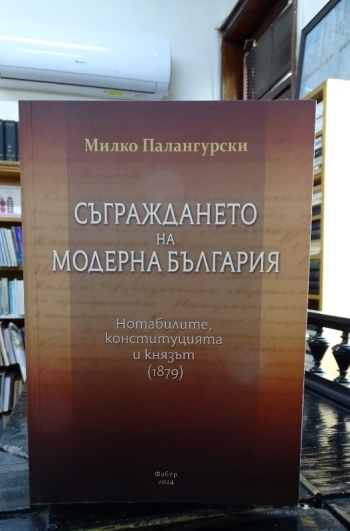 Милко Палангурски
СЪГРАЖДАНЕТО
НА
МОДЕРНА БЪЛГАРИЯ
Нотабилите,
конституцията
и князът
(1879)
Фабер
2024